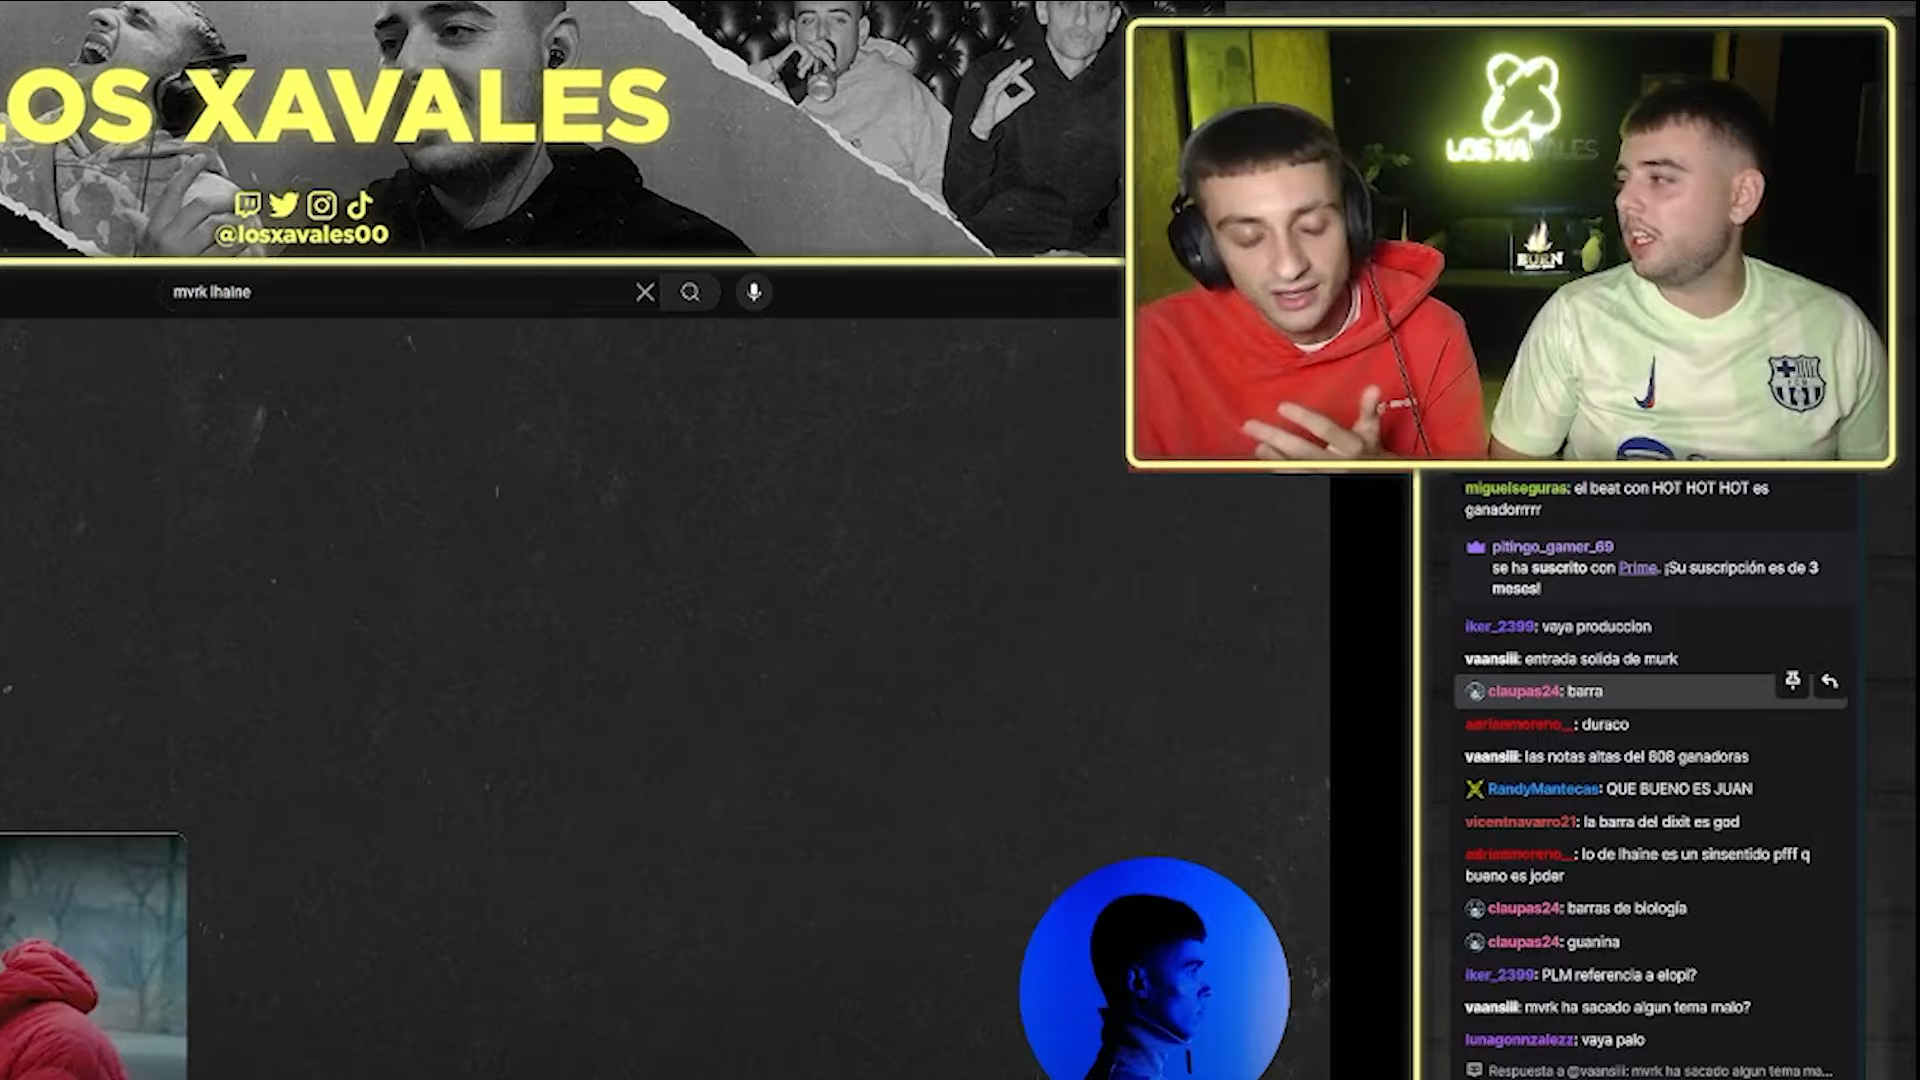 LOS XAVALES
@losxavales00
mvrk lhaine
LOS XAVALES
BURN
miguelseguras: el beat con HOT HOT HOT es
ganadorrrrr
pitingo_gamer_69
se ha suscrito con Prime. ¡Su suscripción es de 3
meses!
iker_2399: vaya produccion
vaansiii: entrada solida de murk
claupas24: barra
adrianmoreno__: duraco
vaansiii: las notas altas del 808 ganadoras
RandyMantecas: QUE BUENO ES JUAN
vicentnavarro21: la barra del dixit es god
adrianmoreno__: lo de lhaine es un sinsentido pfff q
bueno es joder
claupas24: barras de biología
claupas24: guanina
iker_2399: PLM referencia a elopi?
vaansiii: mvrk ha sacado algun tema malo?
lunagonnzalezz: vaya palo
Respuesta a @vaansiii: mvrk ha sacado algun tema ma...